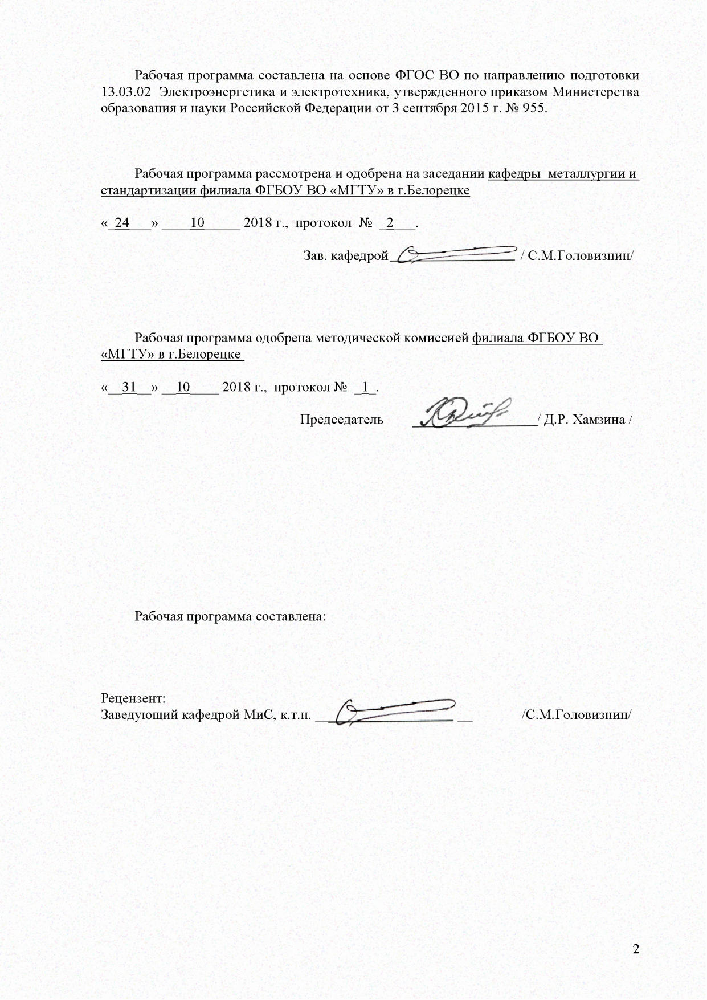 Рабочая программа составлена на основе ФГОС ВО по направлению подготовки
13.03.02 Электроэнергетика и электротехника, утвержденного приказом Министерства
образования и науки Российской Федерации от 3 сентября 2015 г. № 955.
Рабочая программа рассмотрена и одобрена на заседании кафедры металлургии и
стандартизации филиала ФГБОУ ВО «МГТУ» в г.Белорецке
«_24___» ____10_____ 2018 г., протокол № _2___.
Зав. кафедрой / С.М.Головизнин/
Рабочая программа одобрена методической комиссией филиала ФГБОУ ВО
«МГТУ» в г.Белорецке
«__31__» __10____ 2018 г., протокол № _1_.
Председатель / Д.Р. Хамзина /
Рабочая программа составлена:
Рецензент:
Заведующий кафедрой МиС, к.т.н. /С.М.Головизнин/
2